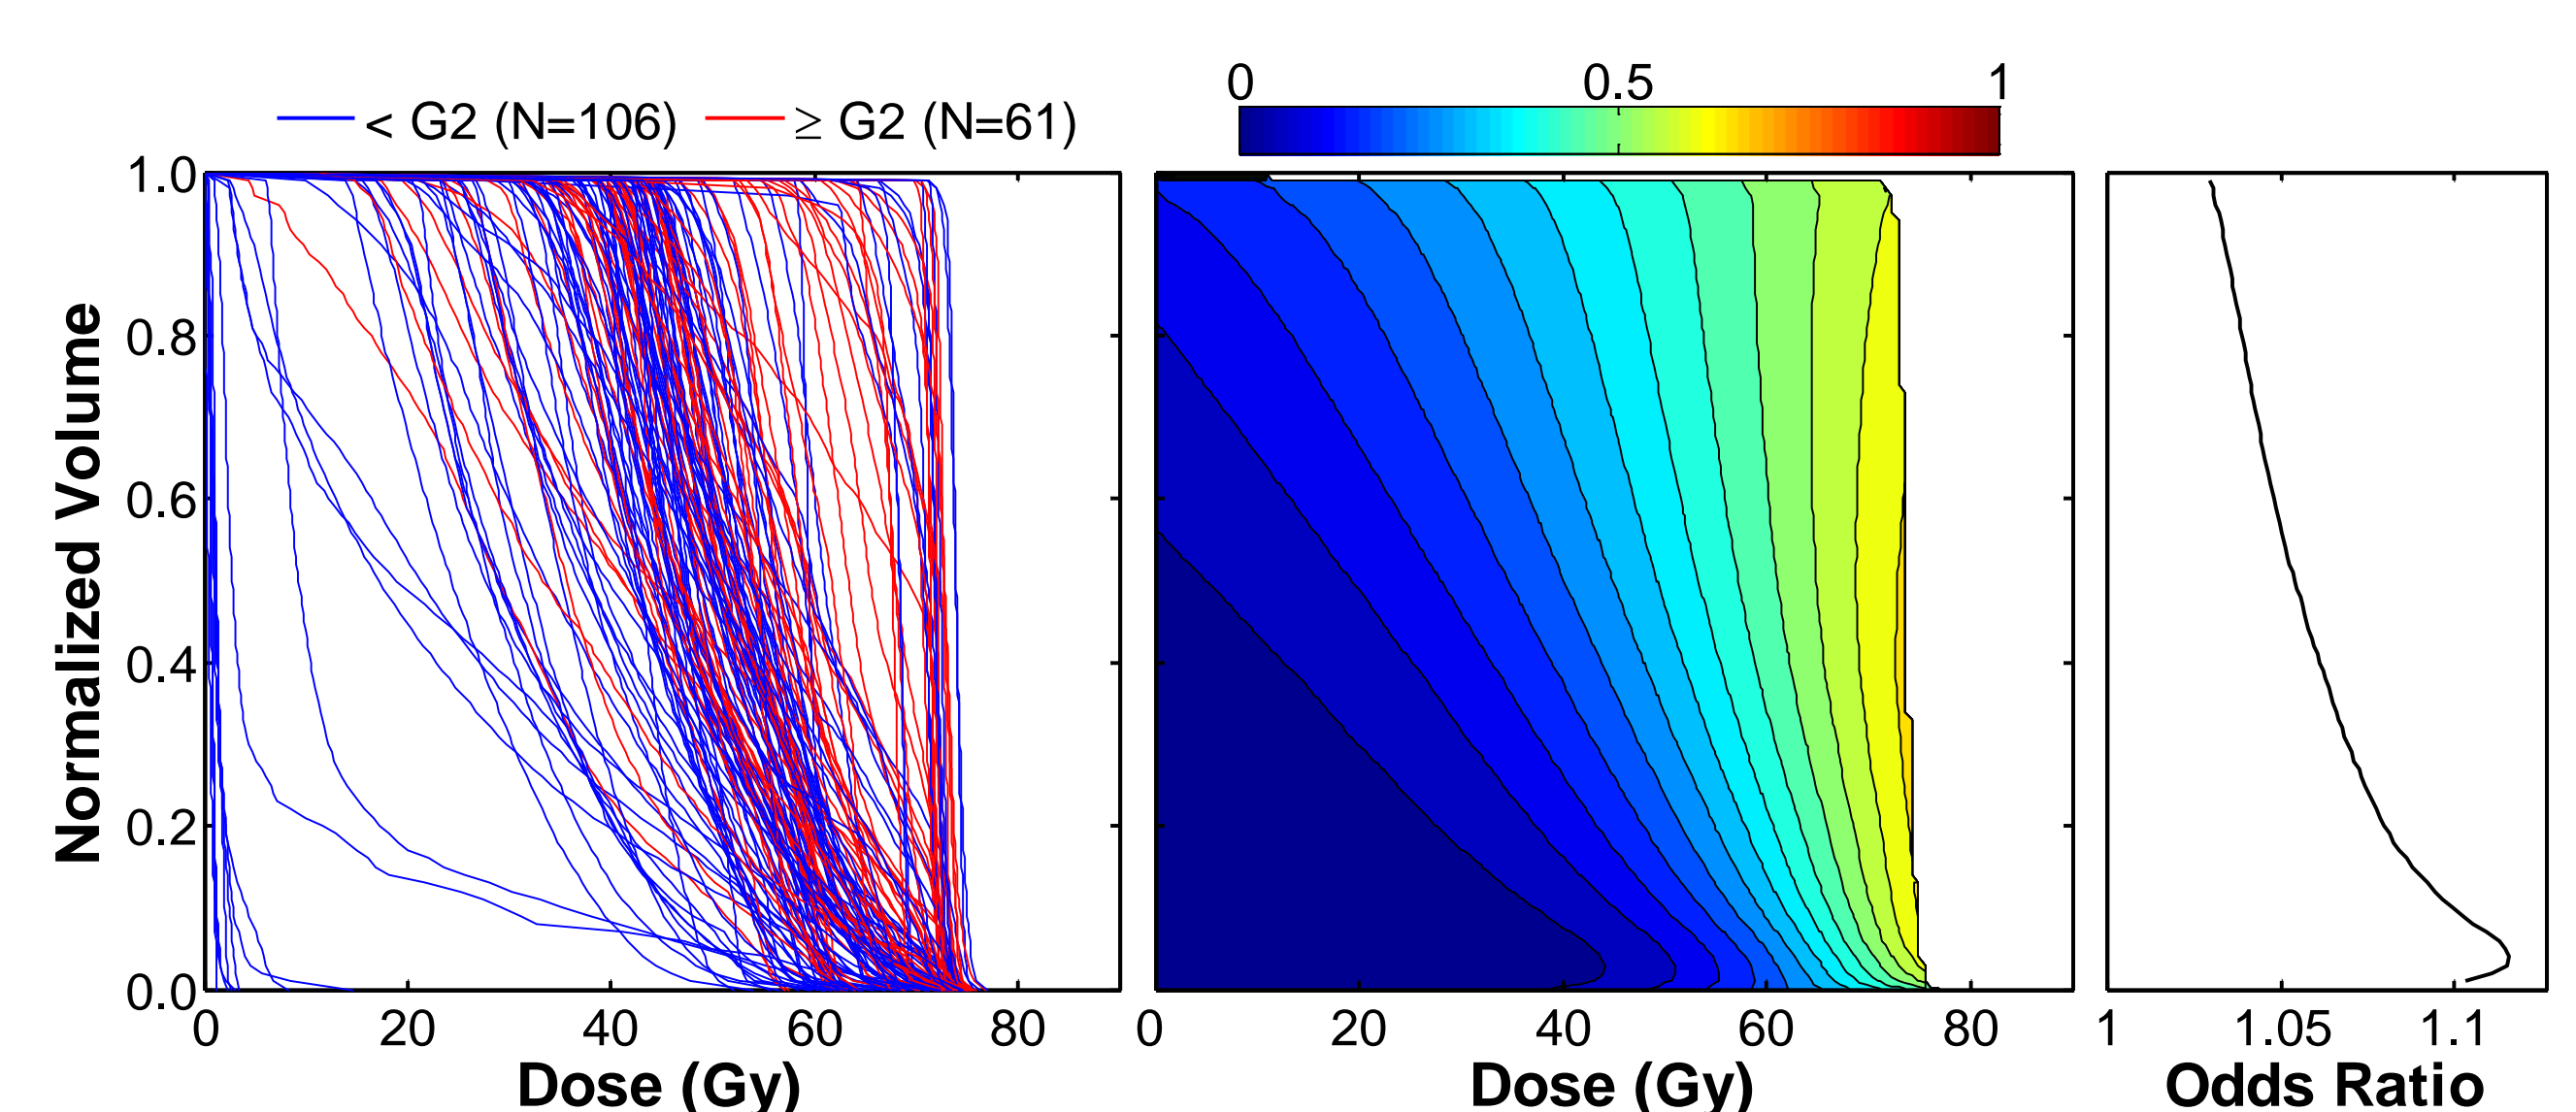 0 0.5 1
< G2 (N=106) ≥ G2 (N=61)
1.0
0.8
0.6
0.4
0.2
0.0
Normalized Volume
0 20 40 60 80
0 20 40 60 80
1 1.05 1.1
Dose (Gy)
Dose (Gy)
Odds Ratio